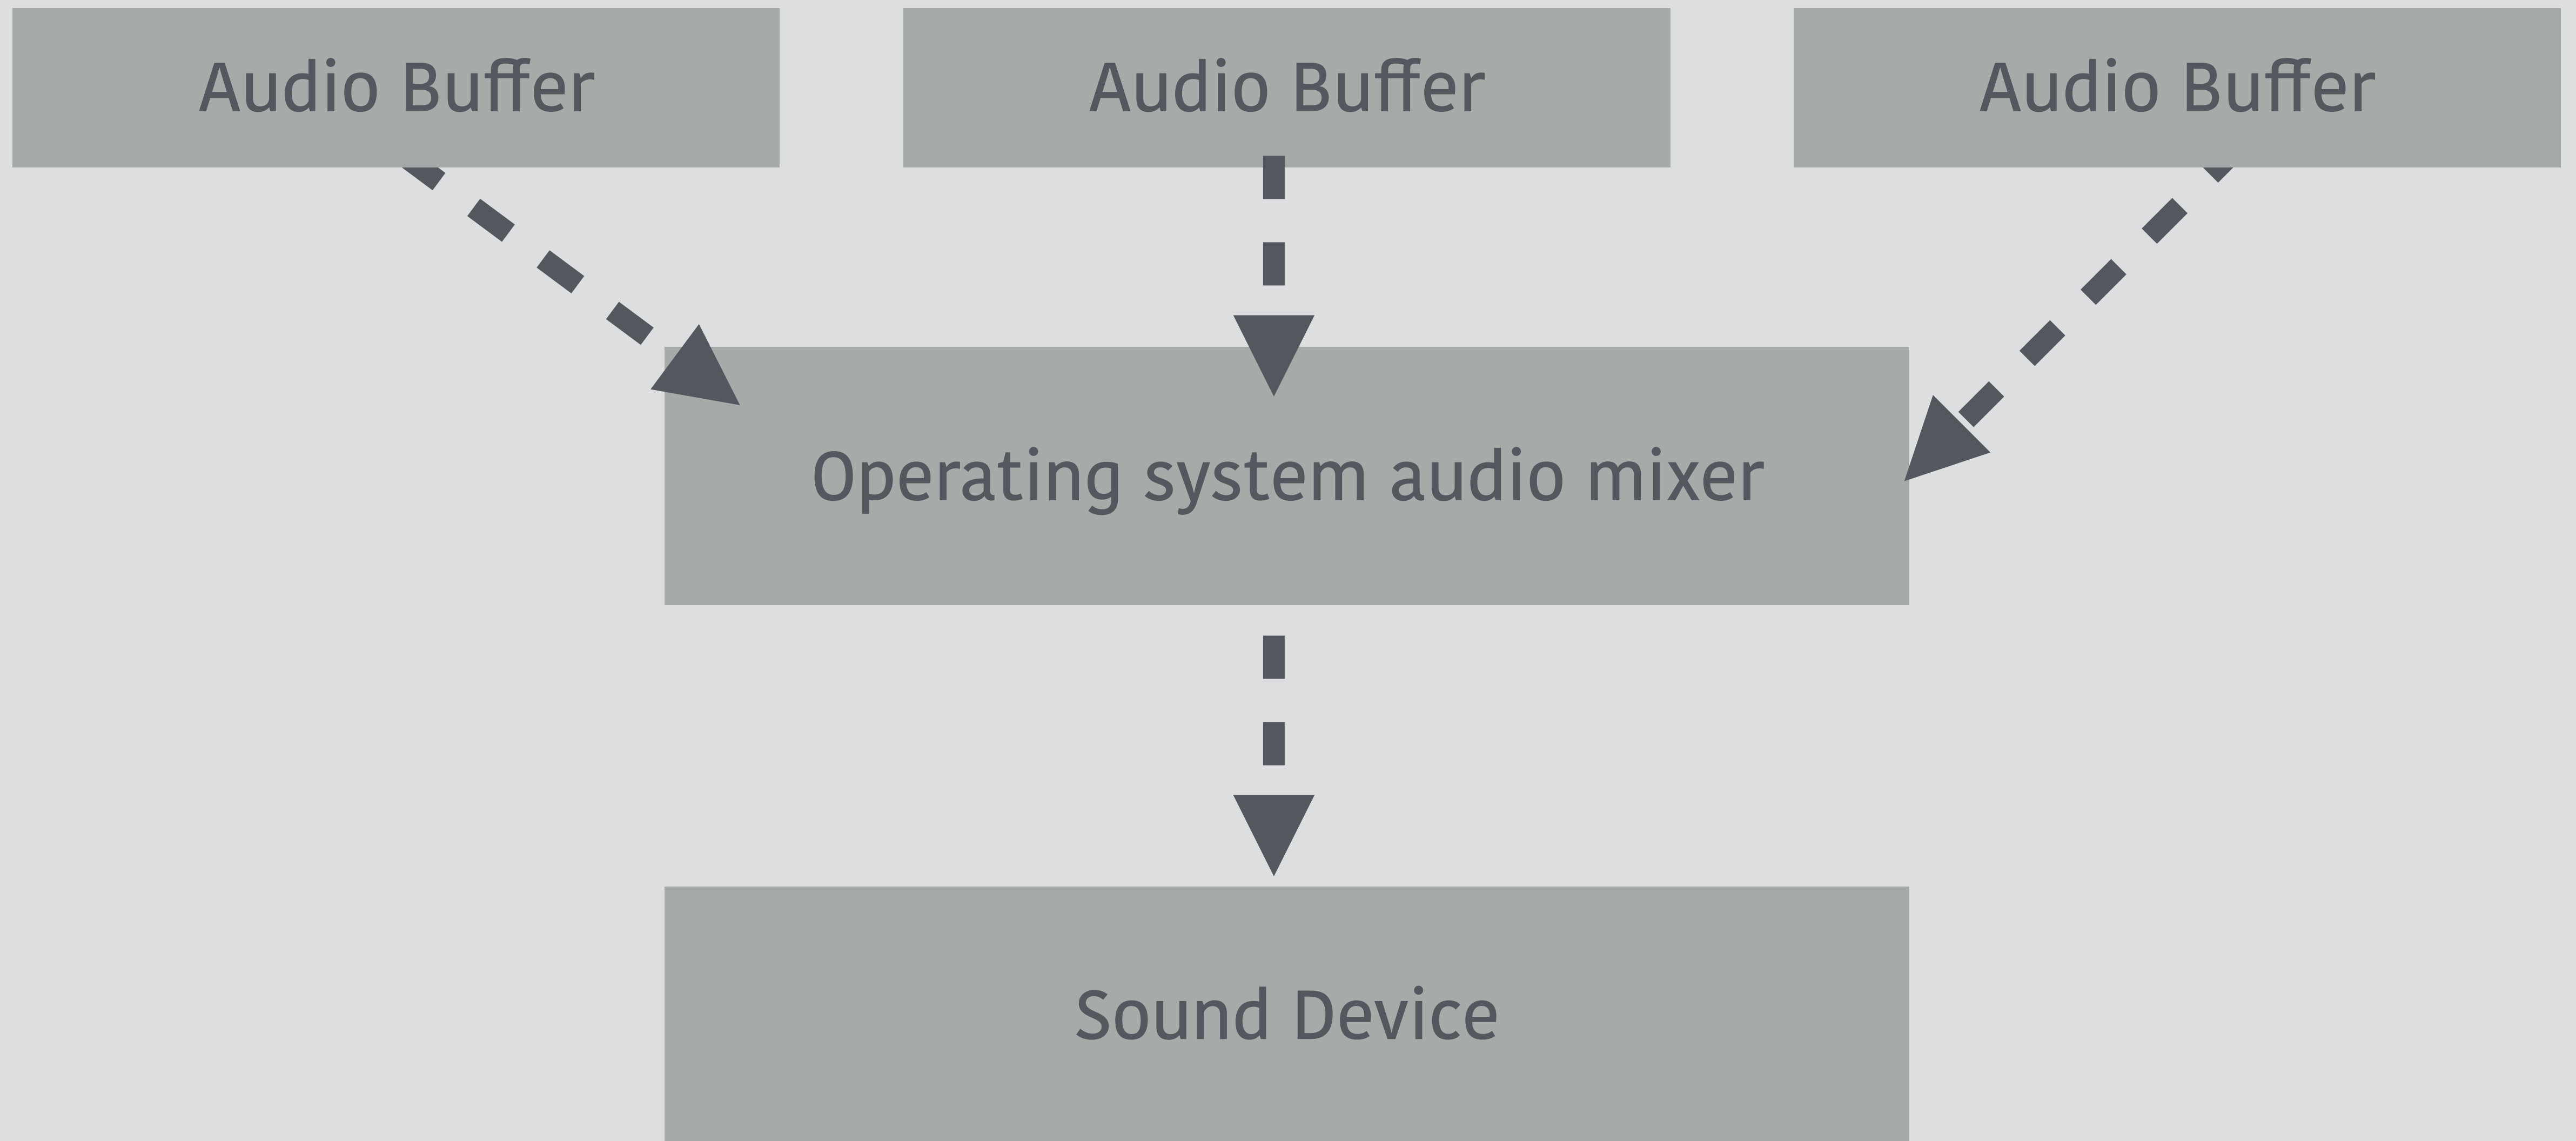 Audio Buffer
Audio Buffer
Audio Buffer
Operating system audio mixer
Sound Device